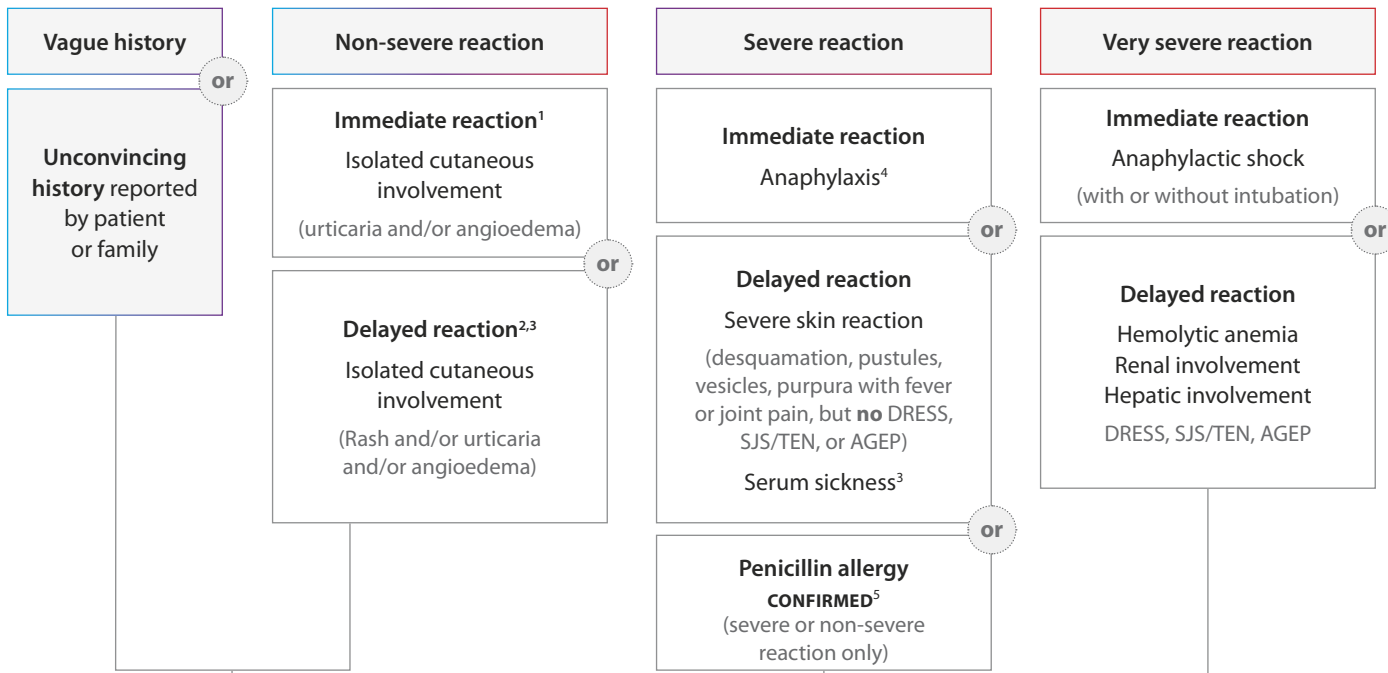 Vague history
or
Unconvincing
history reported
by patient
or family
Non-severe reaction
Immediate reaction1
Isolated cutaneous
involvement
(urticaria and/or angioedema)
or
Delayed reaction2,3
Isolated cutaneous
involvement
(Rash and/or urticaria
and/or angioedema)
Severe reaction
Immediate reaction
Anaphylaxis4
or
Delayed reaction
Severe skin reaction
(desquamation, pustules,
vesicles, purpura with fever
or joint pain, but no DRESS,
SJS/TEN, or AGEP)
Serum sickness3
or
Penicillin allergy
CONFIRMED5
(severe or non-severe
reaction only)
Very severe reaction
Immediate reaction
Anaphylactic shock
(with or without intubation)
or
Delayed reaction
Hemolytic anemia
Renal involvement
Hepatic involvement
DRESS, SJS/TEN, AGEP